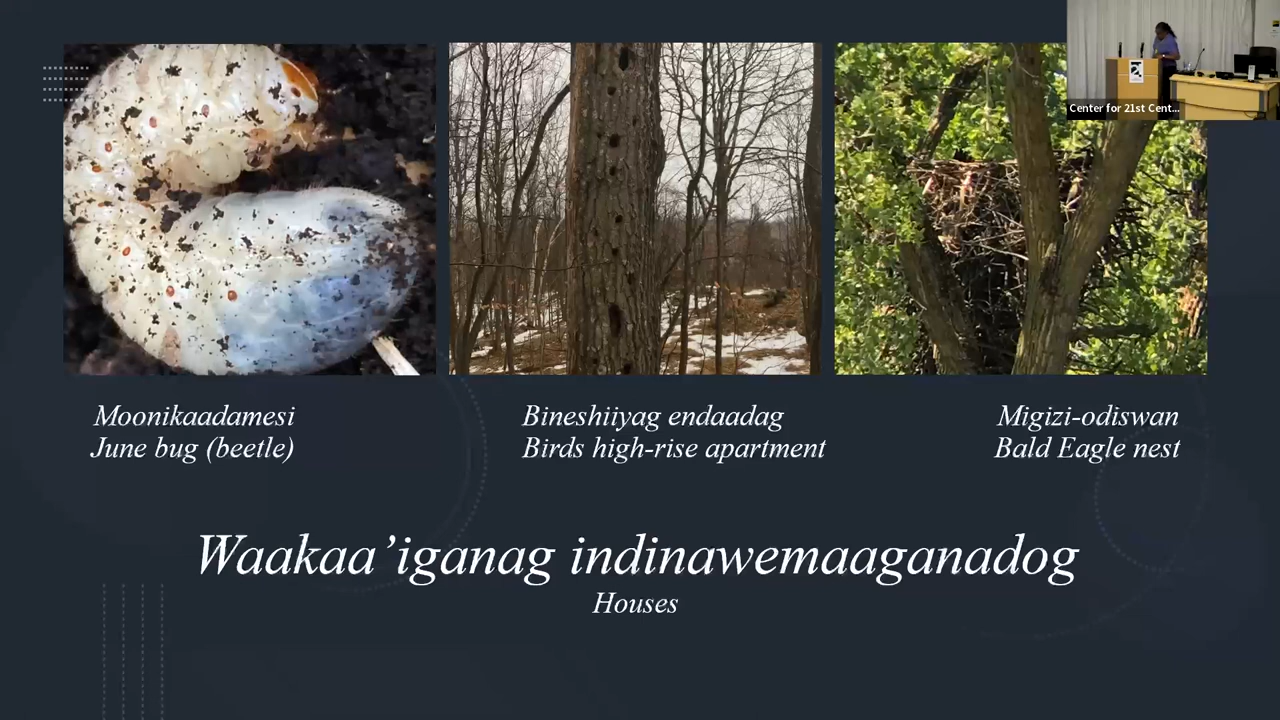 Center for 21st Cent...
Moonikaadamesi
June bug (beetle)
Bineshiiyag endaadag
Birds high-rise apartment
Migizi-odiswan
Bald Eagle nest
Waakaa’iganag indinawemaaganadog
Houses